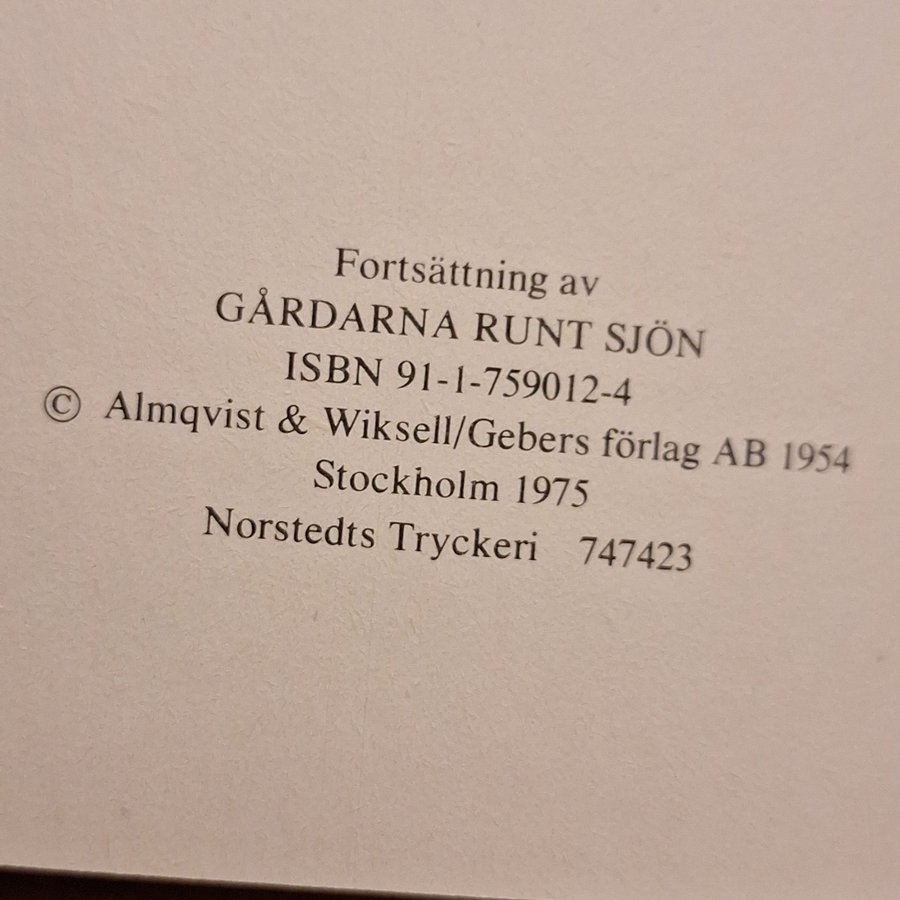 Fortsättning av
GÅRDARNA RUNT SJÖN
ISBN 91-1-759012-4
© Almqvist & Wiksell/Gebers förlag AB 1954
Stockholm 1975
Norstedts Tryckeri 747423